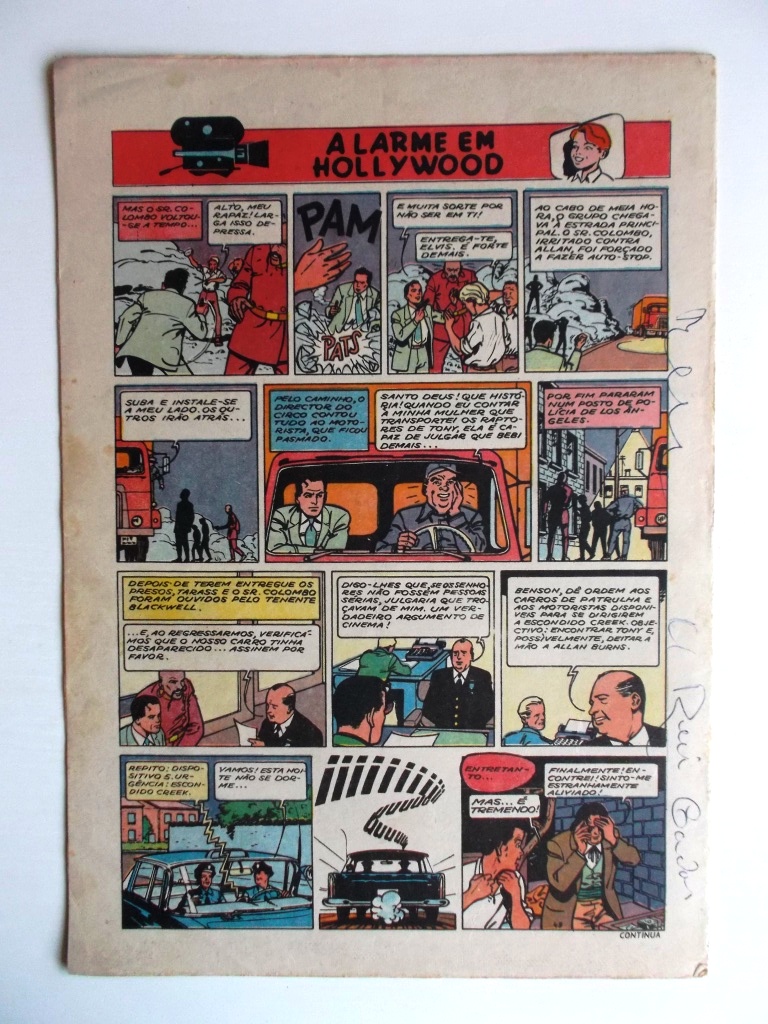 ALARME EM
HOLLYWOOD
MAS O SR. CO-
LOMBO VOLTOU-
SE A TEMPO...
ALTO, MEU
RAPAZ! LAR-
GA ISSO DE-
PRESSA.
PAM
PATS
E MUITA SORTE POR
NÃO SER EM TI!
ENTREGA-TE,
ELVIS. É FORTE
DEMAIS.
AO CABO DE MEIA HO-
RA, O GRUPO CHEGA-
VA À ESTRADA PRINCI-
PAL. O SR. COLOMBO,
IRRITADO CONTRA
ALLAN, FOI FORÇADO
A FAZER AUTO-STOP.
SUBA E INSTALE-SE
A MEU LADO. OS OU-
TROS IRÃO ATRÁS...
PELO CAMINHO, O
DIRECTOR DO
CIRCO CONTOU
TUDO AO MOTO-
RISTA, QUE FICOU
PASMADO.
SANTO DEUS! QUE HISTÓ-
RIA! QUANDO EU CONTAR
À MINHA MULHER QUE
TRANSPORTEI OS RAPTO-
RES DE TONY, ELA É CA-
PAZ DE JULGAR QUE BEBI
DEMAIS...
POR FIM PARARAM
NUM POSTO DE PO-
LÍCIA DE LOS ÂN-
GELES.
DEPOIS DE TEREM ENTREGUE OS
PRESOS, TARASS E O SR. COLOMBO
FORAM OUVIDOS PELO TENENTE
BLACKWELL.
...E, AO REGRESSARMOS, VERIFICÁ-
MOS QUE O NOSSO CARRO TINHA
DESAPARECIDO... ASSINEM POR
FAVOR.
DIGO-LHES QUE, SE OS SENHO-
RES NÃO FOSSEM PESSOAS
SÉRIAS, JULGARIA QUE TRO-
ÇAVAM DE MIM. UM VER-
DADEIRO ARGUMENTO DE
CINEMA!
BENSON, DÊ ORDEM AOS
CARROS DE PATRULHA E
AOS MOTORISTAS DISPONÍ-
VEIS PARA SE DIRIGIREM
A ESCONDIDO CREEK. OBJE-
CTIVO: ENCONTRAR TONY E,
POSSIVELMENTE, DEITAR A
MÃO A ALLAN BURNS.
REPITO: DISPO-
SITIVO S. UR-
GÊNCIA: ESCON-
DIDO CREEK.
VAMOS! ESTA NOI-
TE NÃO SE DOR-
ME...
ENTRETAN-
TO...
MAS... É
TREMENDO!
FINALMENTE! EN-
CONTREI! SINTO-ME
ESTRANHAMENTE
ALIVIADO!
CONTINUA